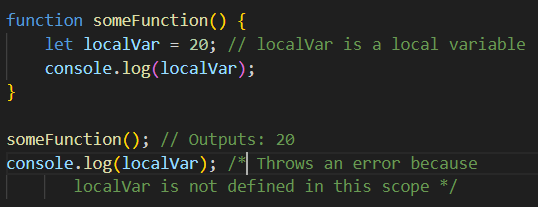 function someFunction() {
    let localVar = 20; // localVar is a local variable
    console.log(localVar);
}

someFunction(); // Outputs: 20
console.log(localVar); /* Throws an error because
        localVar is not defined in this scope */